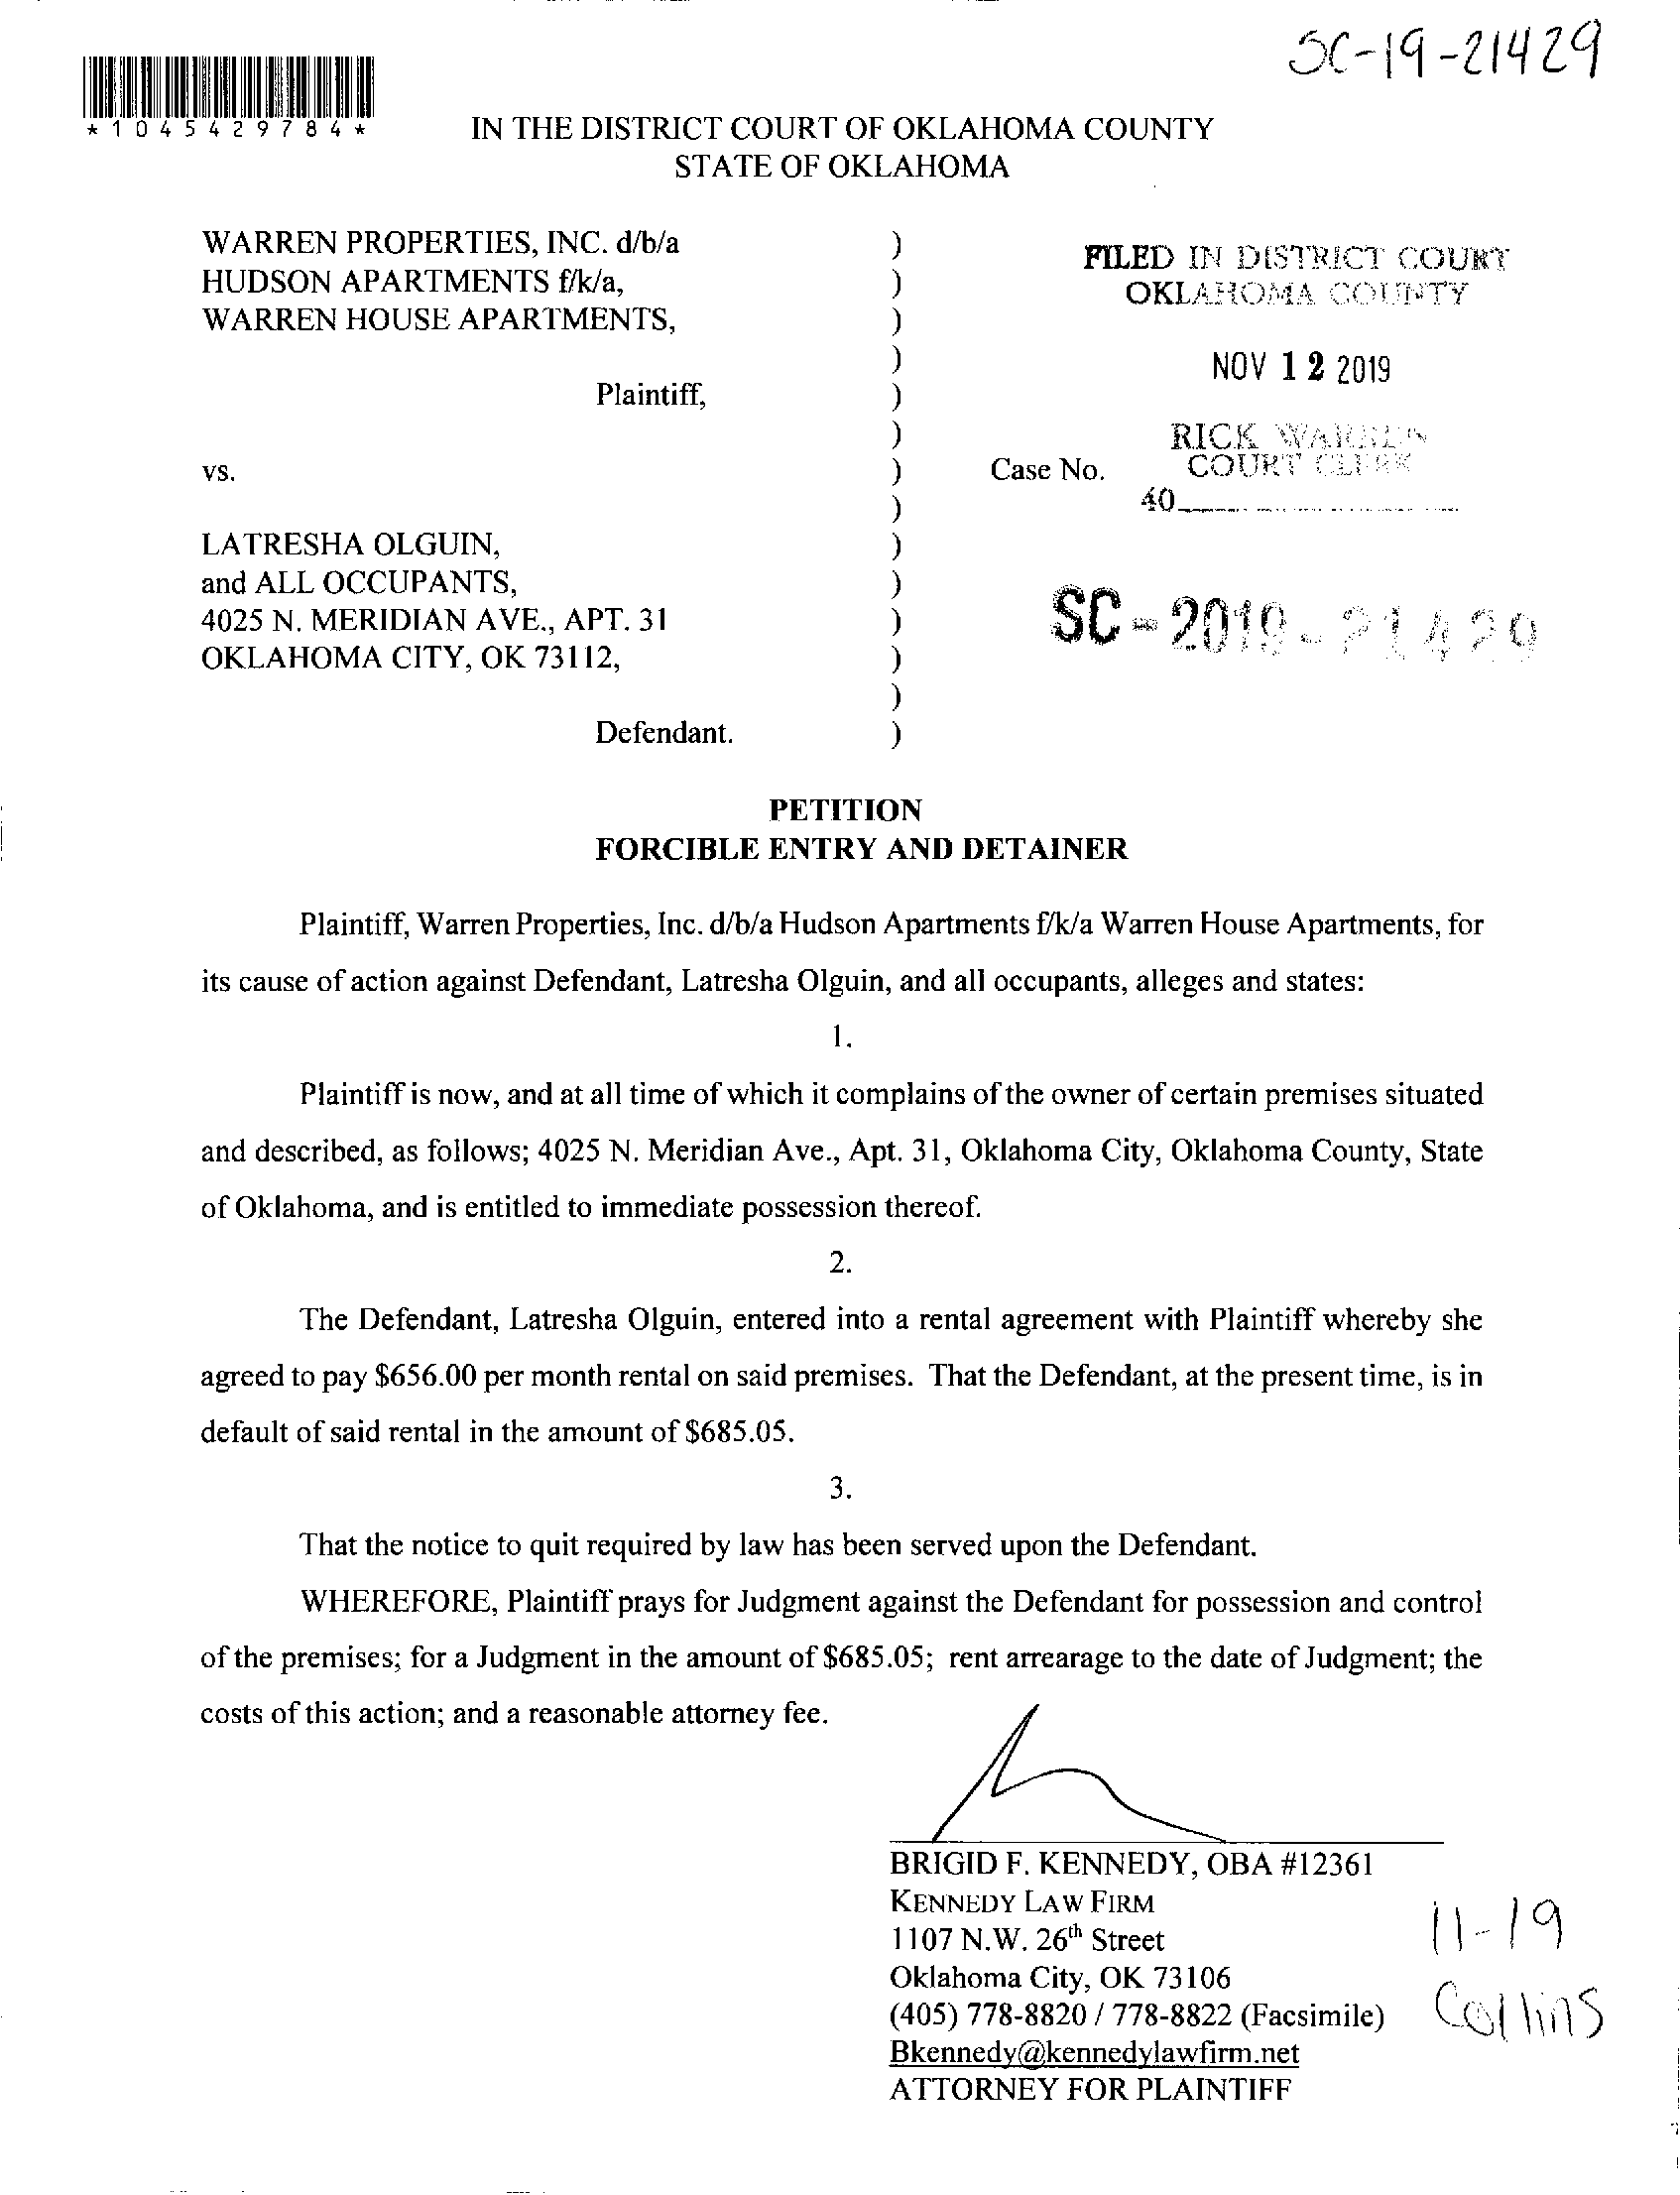 SC-19-21429
*1045429784*
IN THE DISTRICT COURT OF OKLAHOMA COUNTY
STATE OF OKLAHOMA
WARREN PROPERTIES, INC. d/b/a
HUDSON APARTMENTS f/k/a,
WARREN HOUSE APARTMENTS,
Plaintiff,
vs.
LATRESHA OLGUIN,
and ALL OCCUPANTS,
4025 N. MERIDIAN AVE., APT. 31
OKLAHOMA CITY, OK 73112,
Defendant.
)
)
)
)
)
)
)
)
)
)
)
)
)
)
FILED IN DISTRICT COURT
OKLAHOMA COUNTY
NOV 12 2019
RICK WARREN
COURT CLERK
Case No.
40
SC-2019-21429
PETITION
FORCIBLE ENTRY AND DETAINER
Plaintiff, Warren Properties, Inc. d/b/a Hudson Apartments f/k/a Warren House Apartments, for
its cause of action against Defendant, Latresha Olguin, and all occupants, alleges and states:
1.
Plaintiff is now, and at all time of which it complains of the owner of certain premises situated
and described, as follows; 4025 N. Meridian Ave., Apt. 31, Oklahoma City, Oklahoma County, State
of Oklahoma, and is entitled to immediate possession thereof.
2.
The Defendant, Latresha Olguin, entered into a rental agreement with Plaintiff whereby she
agreed to pay $656.00 per month rental on said premises. That the Defendant, at the present time, is in
default of said rental in the amount of $685.05.
3.
That the notice to quit required by law has been served upon the Defendant.
WHEREFORE, Plaintiff prays for Judgment against the Defendant for possession and control
of the premises; for a Judgment in the amount of $685.05; rent arrearage to the date of Judgment; the
costs of this action; and a reasonable attorney fee.
BRIGID F. KENNEDY, OBA #12361
KENNEDY LAW FIRM
1107 N.W. 26th Street
Oklahoma City, OK 73106
(405) 778-8820 / 778-8822 (Facsimile)
Bkennedy@kennedylawfirm.net
ATTORNEY FOR PLAINTIFF
11-19
Collins